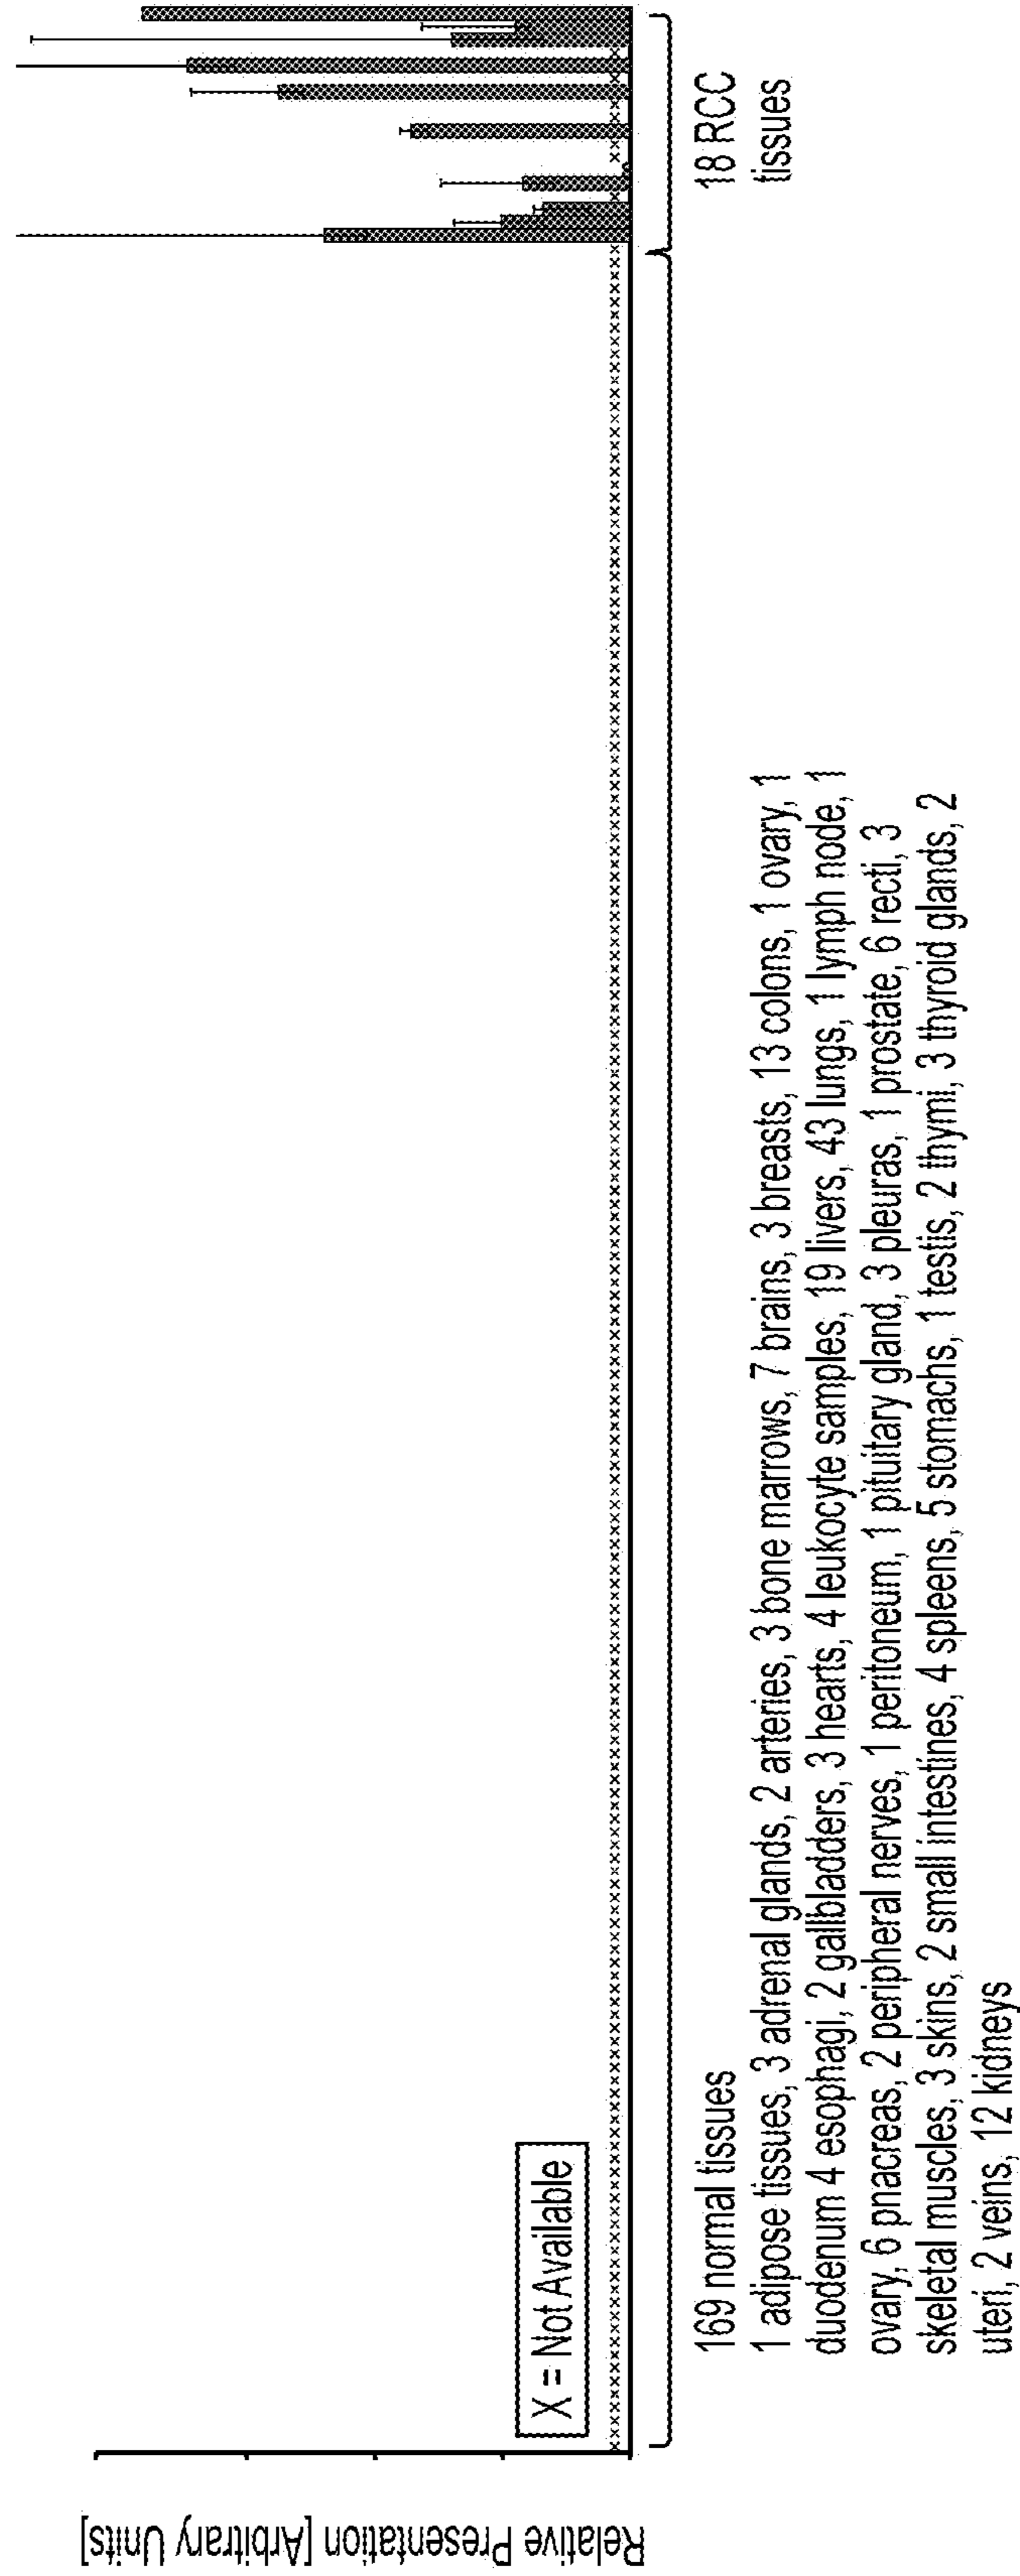 Relative Presentation [Arbitrary Units]
X = Not Available
169 normal tissues
1 adipose tissues, 3 adrenal glands, 2 arteries, 3 bone marrows, 7 brains, 3 breasts, 13 colons, 1 ovary, 1
duodenum 4 esophagi, 2 gallbladders, 3 hearts, 4 leukocyte samples, 19 livers, 43 lungs, 1 lymph node, 1
ovary, 6 pnacreas, 2 peripheral nerves, 1 peritoneum, 1 pituitary gland, 3 pleuras, 1 prostate, 6 recti, 3
skeletal muscles, 3 skins, 2 small intestines, 4 spleens, 5 stomachs, 1 testis, 2 thymi, 3 thyroid glands, 2
uteri, 2 veins, 12 kidneys
18 RCC
tissues